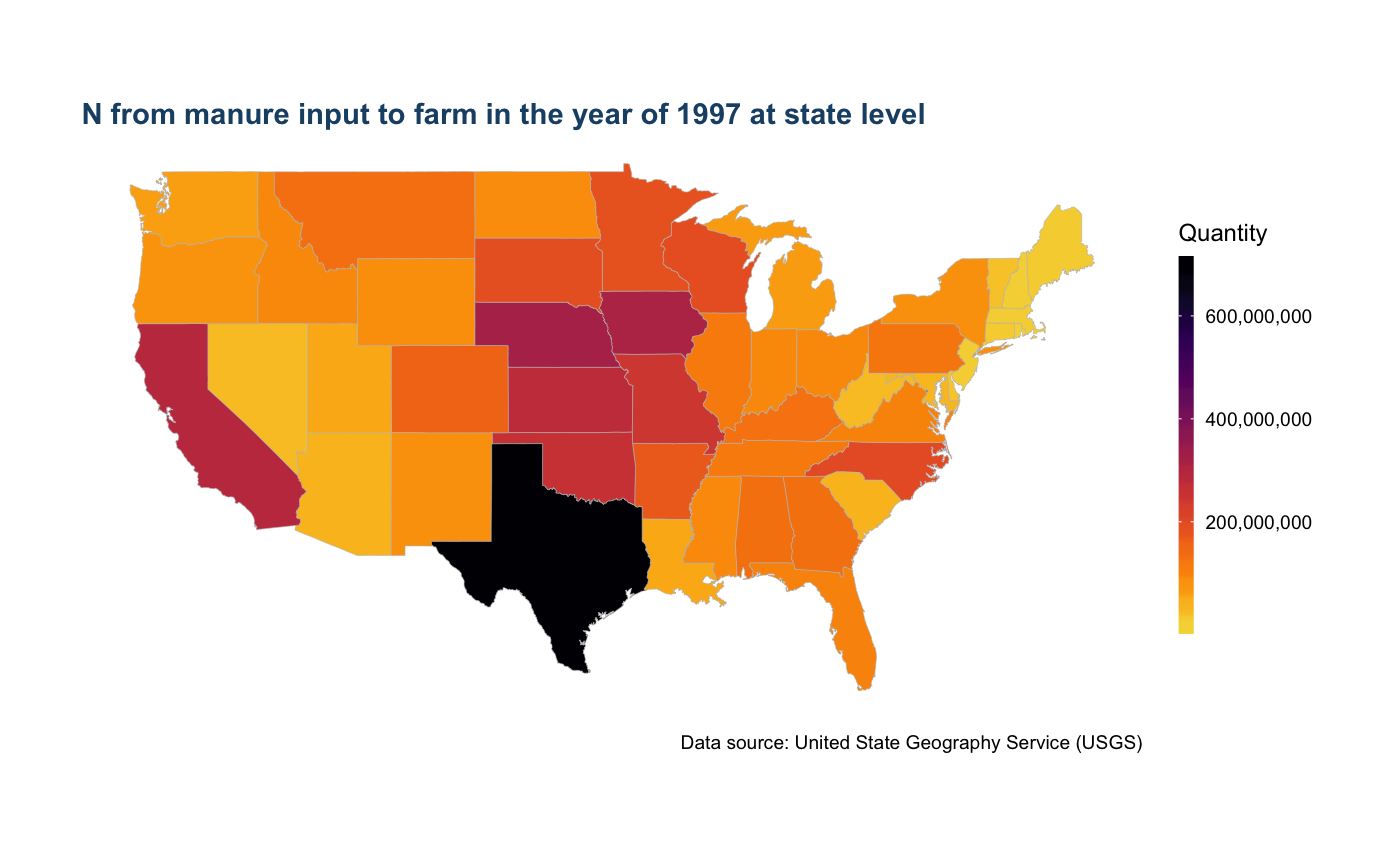 N from manure input to farm in the year of 1997 at state level
Quantity
600,000,000
400,000,000
200,000,000
Data source: United State Geography Service (USGS)